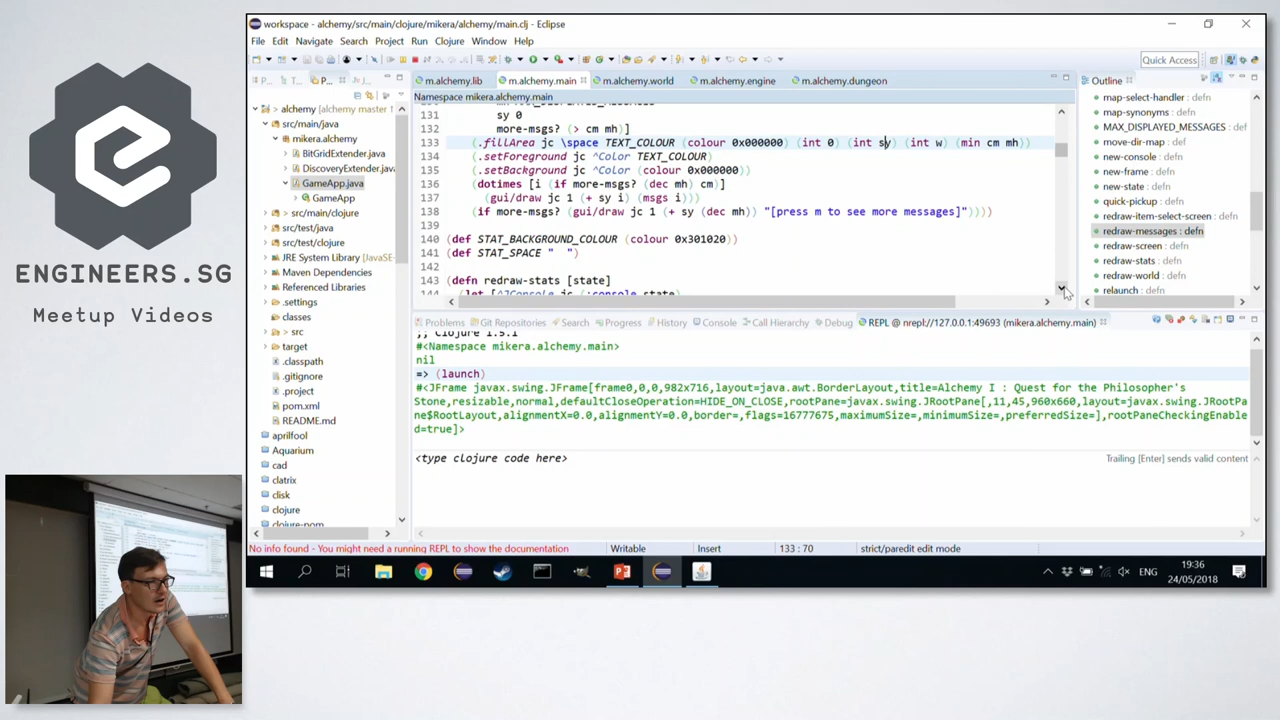 workspace - alchemy/src/main/clojure/mikera/alchemy/main.clj - Eclipse
File Edit Navigate Search Project Run Clojure Window Help
Quick Access
m.alchemy.lib m.alchemy.main m.alchemy.world m.alchemy.engine m.alchemy.dungeon
Namespace mikera.alchemy.main
alchemy [alchemy master]
src/main/java
mikera.alchemy
BitGridExtender.java
DiscoveryExtender.java
GameApp.java
GameApp
src/main/clojure
src/test/java
src/test/clojure
JRE System Library [JavaSE-
Maven Dependencies
Referenced Libraries
.settings
classes
src
target
.classpath
.gitignore
.project
pom.xml
README.md
aprilfool
Aquarium
cad
clatrix
clisk
clojure
clojure-pom
131 sy 0
132 more-msgs? (> cm mh)]
(.fillArea jc \space TEXT_COLOUR (colour 0x000000) (int 0) (int sy) (int w) (min cm mh))
134 (.setForeground jc ^Color TEXT_COLOUR)
135 (.setBackground jc ^Color (colour 0x000000))
136 (dotimes [i (if more-msgs? (dec mh) cm)]
137 (gui/draw jc 1 (+ sy i) (msgs i)))
138 (if more-msgs? (gui/draw jc 1 (+ sy (dec mh)) "[press m to see more messages]"))))
139
140 (def STAT_BACKGROUND_COLOUR (colour 0x301020))
141 (def STAT_SPACE "  ")
142
143 (defn redraw-stats [state]
144 (let [^JConsole jc (:console state)
Outline
map-select-handler : defn
map-synonyms : defn
MAX_DISPLAYED_MESSAGES : defn
move-dir-map : defn
new-console : defn
new-frame : defn
new-state : defn
quick-pickup : defn
redraw-item-select-screen : defn
redraw-messages : defn
redraw-screen : defn
redraw-stats : defn
redraw-world : defn
relaunch : defn
Problems Git Repositories Search Progress History Console Call Hierarchy Debug REPL @ nrepl://127.0.0.1:49693 (mikera.alchemy.main)
;; Clojure 1.5.1
#<Namespace mikera.alchemy.main>
nil
=> (launch)
#<JFrame javax.swing.JFrame[frame0,0,0,982x716,layout=java.awt.BorderLayout,title=Alchemy I : Quest for the Philosopher's
Stone,resizable,normal,defaultCloseOperation=HIDE_ON_CLOSE,rootPane=javax.swing.JRootPane[,11,45,960x660,layout=javax.swing.JRootPa
ne$RootLayout,alignmentX=0.0,alignmentY=0.0,border=,flags=16777675,maximumSize=,minimumSize=,preferredSize=],rootPaneCheckingEnable
d=true]>
<type clojure code here>
Trailing [Enter] sends valid content
No info found - You might need a running REPL to show the documentation
Writable Insert 133 : 70 strict/paredit edit mode
ENG
19:36
24/05/2018
ENGINEERS.SG
Meetup Videos